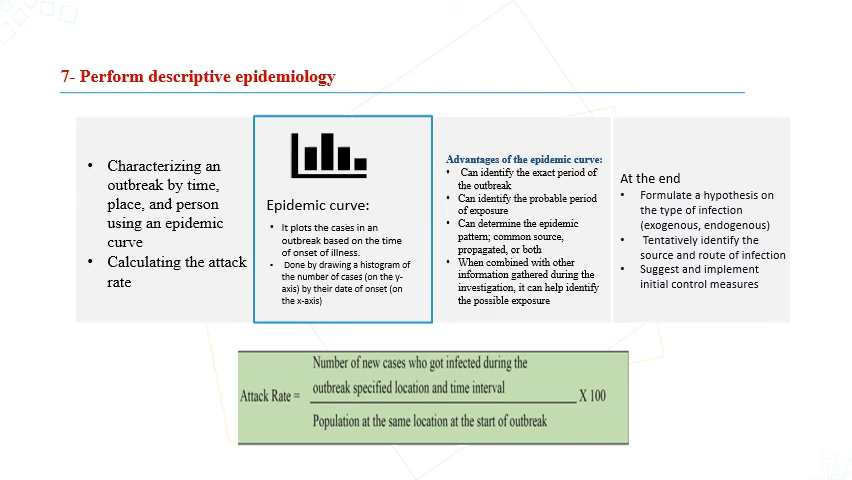 7- Perform descriptive epidemiology
• Characterizing an
outbreak by time,
place, and person
using an epidemic
curve
• Calculating the attack
rate
Epidemic curve:
• It plots the cases in an
outbreak based on the time
of onset of illness.
• Done by drawing a histogram of
the number of cases (on the y-
axis) by their date of onset (on
the x-axis)
Advantages of the epidemic curve:
• Can identify the exact period of
the outbreak
• Can identify the probable period
of exposure
• Can determine the epidemic
pattern; common source,
propagated, or both
• When combined with other
information gathered during the
investigation, it can help identify
the possible exposure
At the end
• Formulate a hypothesis on
the type of infection
(exogenous, endogenous)
• Tentatively identify the
source and route of infection
• Suggest and implement
initial control measures
Number of new cases who got infected during the
outbreak specified location and time interval
Attack Rate = X 100
Population at the same location at the start of outbreak